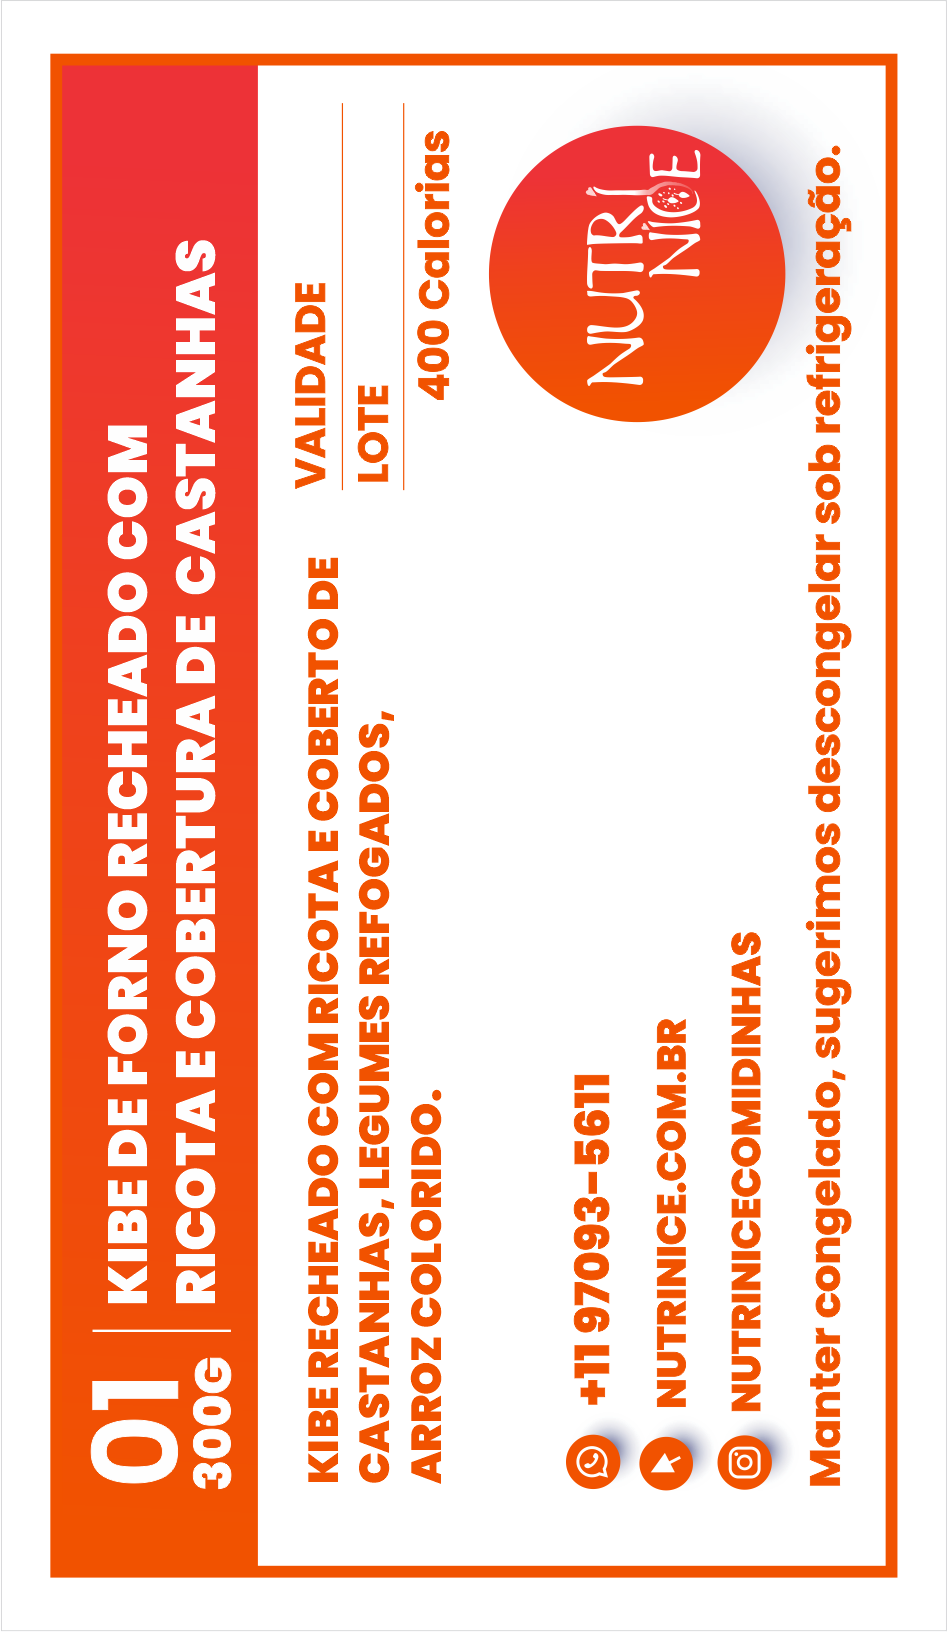 01
300G
KIBE DE FORNO RECHEADO COM
RICOTA E COBERTURA DE CASTANHAS
KIBE RECHEADO COM RICOTA E COBERTO DE
CASTANHAS, LEGUMES REFOGADOS,
ARROZ COLORIDO.
VALIDADE
LOTE
400 Calorias
+11 97093-5611
NUTRINICE.COM.BR
NUTRINICECOMIDINHAS
NUTRI
NICE
Manter congelado, sugerimos descongelar sob refrigeração.